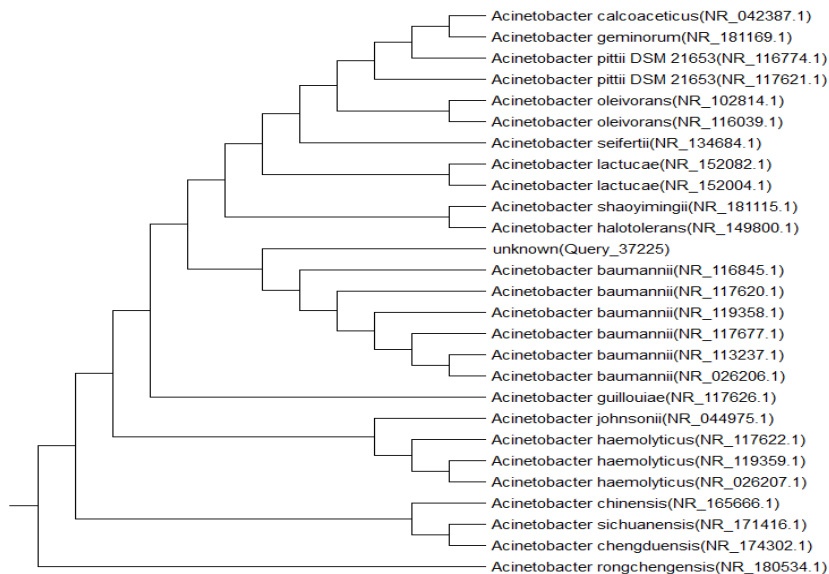 Acinetobacter calcoaceticus(NR_042387.1)
Acinetobacter geminorum(NR_181169.1)
Acinetobacter pittii DSM 21653(NR_116774.1)
Acinetobacter pittii DSM 21653(NR_117621.1)
Acinetobacter oleivorans(NR_102814.1)
Acinetobacter oleivorans(NR_116039.1)
Acinetobacter seifertii(NR_134684.1)
Acinetobacter lactucae(NR_152082.1)
Acinetobacter lactucae(NR_152004.1)
Acinetobacter shaoyimingii(NR_181115.1)
Acinetobacter halotolerans(NR_149800.1)
unknown(Query_37225)
Acinetobacter baumannii(NR_116845.1)
Acinetobacter baumannii(NR_117620.1)
Acinetobacter baumannii(NR_119358.1)
Acinetobacter baumannii(NR_117677.1)
Acinetobacter baumannii(NR_113237.1)
Acinetobacter baumannii(NR_026206.1)
Acinetobacter guillouiae(NR_117626.1)
Acinetobacter johnsonii(NR_044975.1)
Acinetobacter haemolyticus(NR_117622.1)
Acinetobacter haemolyticus(NR_119359.1)
Acinetobacter haemolyticus(NR_026207.1)
Acinetobacter chinensis(NR_165666.1)
Acinetobacter sichuanensis(NR_171416.1)
Acinetobacter chengduensis(NR_174302.1)
Acinetobacter rongchengensis(NR_180534.1)